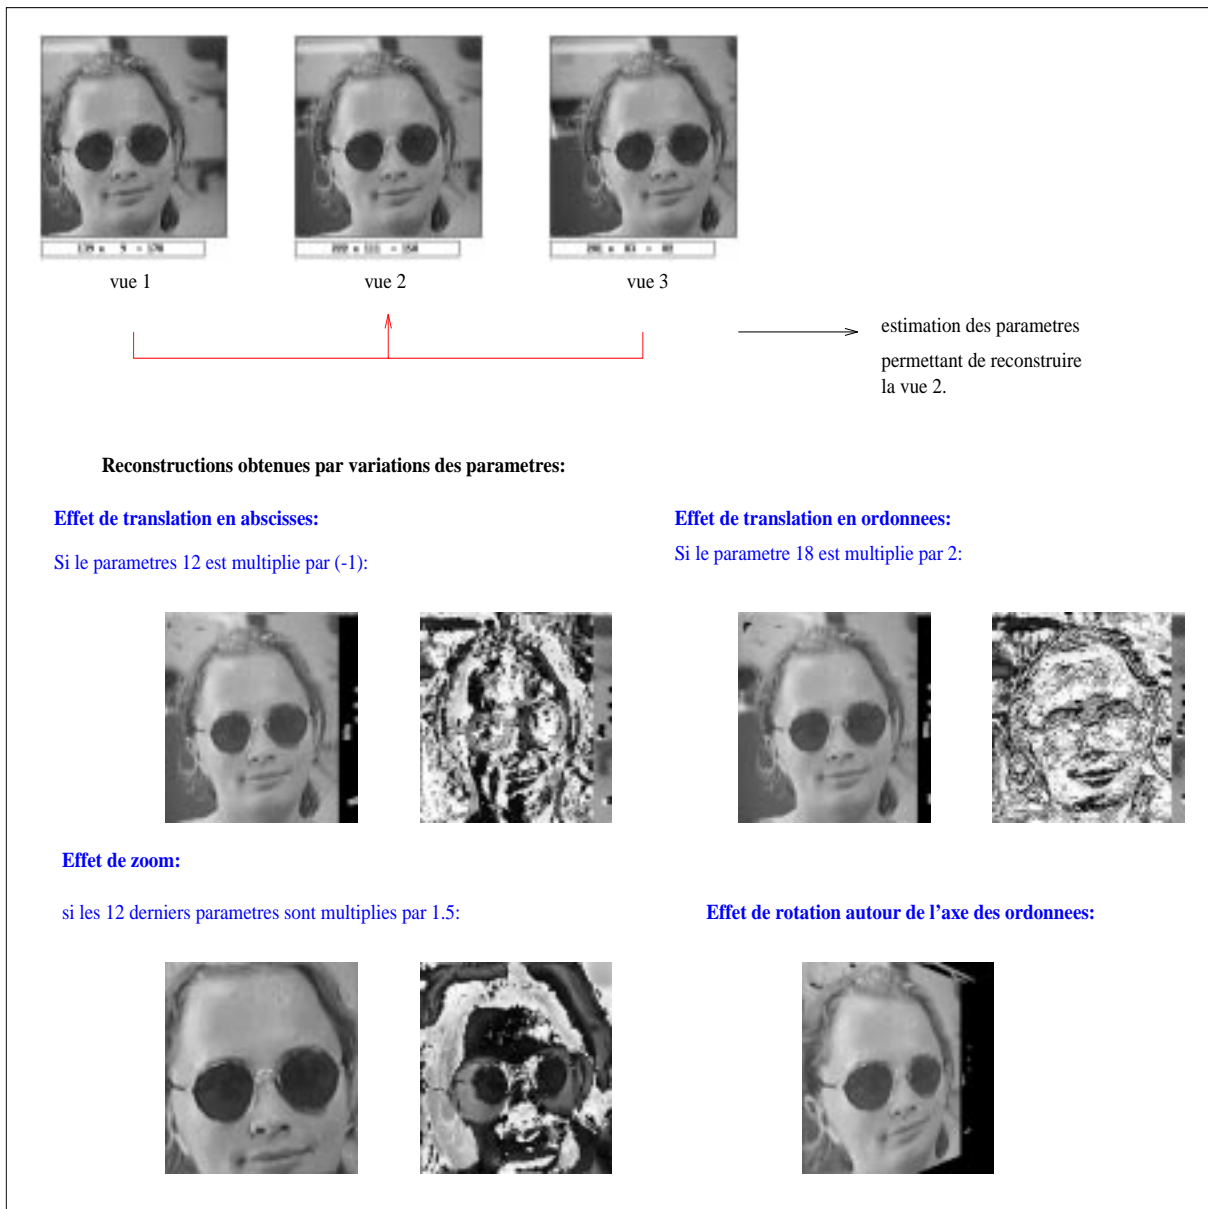 vue 1 vue 2 vue 3
estimation des parametres
permettant de reconstruire
la vue 2.
Reconstructions obtenues par variations des parametres:
Effet de translation en abscisses:
Si le parametres 12 est multiplie par (-1):
Effet de translation en ordonnees:
Si le parametre 18 est multiplie par 2:
Effet de zoom:
si les 12 derniers parametres sont multiplies par 1.5:
Effet de rotation autour de l'axe des ordonnees: